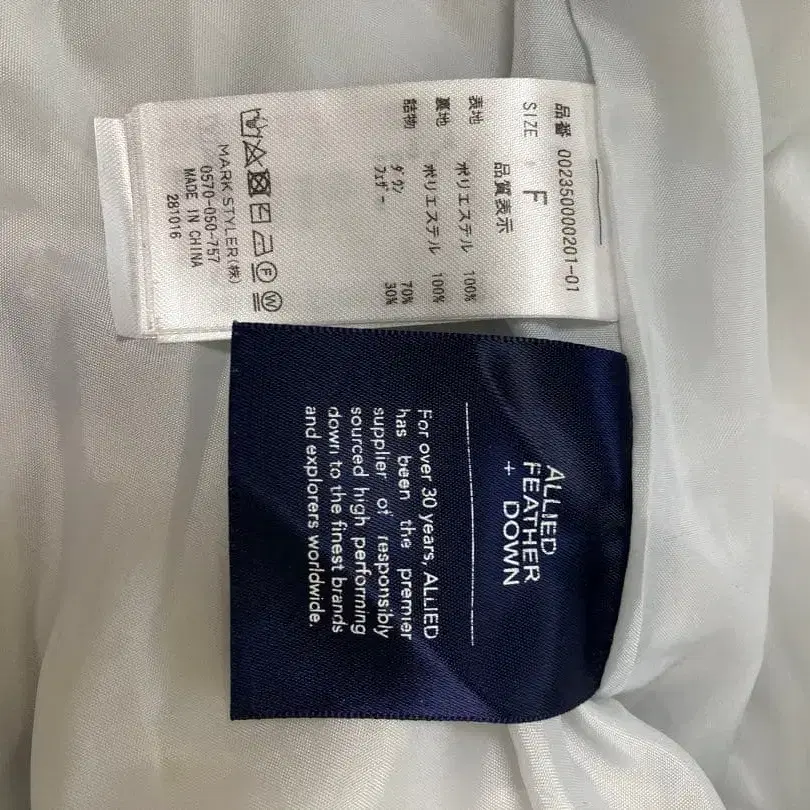 品番 002350000201-01
SIZE F
品質表示
表地 ポリエステル 100%
裏地 ポリエステル 100%
詰物 ダウン 70%
フェザー 30%
MARK STYLER(株)
0570-050-757
MADE IN CHINA
281016
ALLIED
FEATHER
+ DOWN
For over 30 years, ALLIED
has been the premier
supplier of responsibly
sourced high performing
down to the finest brands
and explorers worldwide.